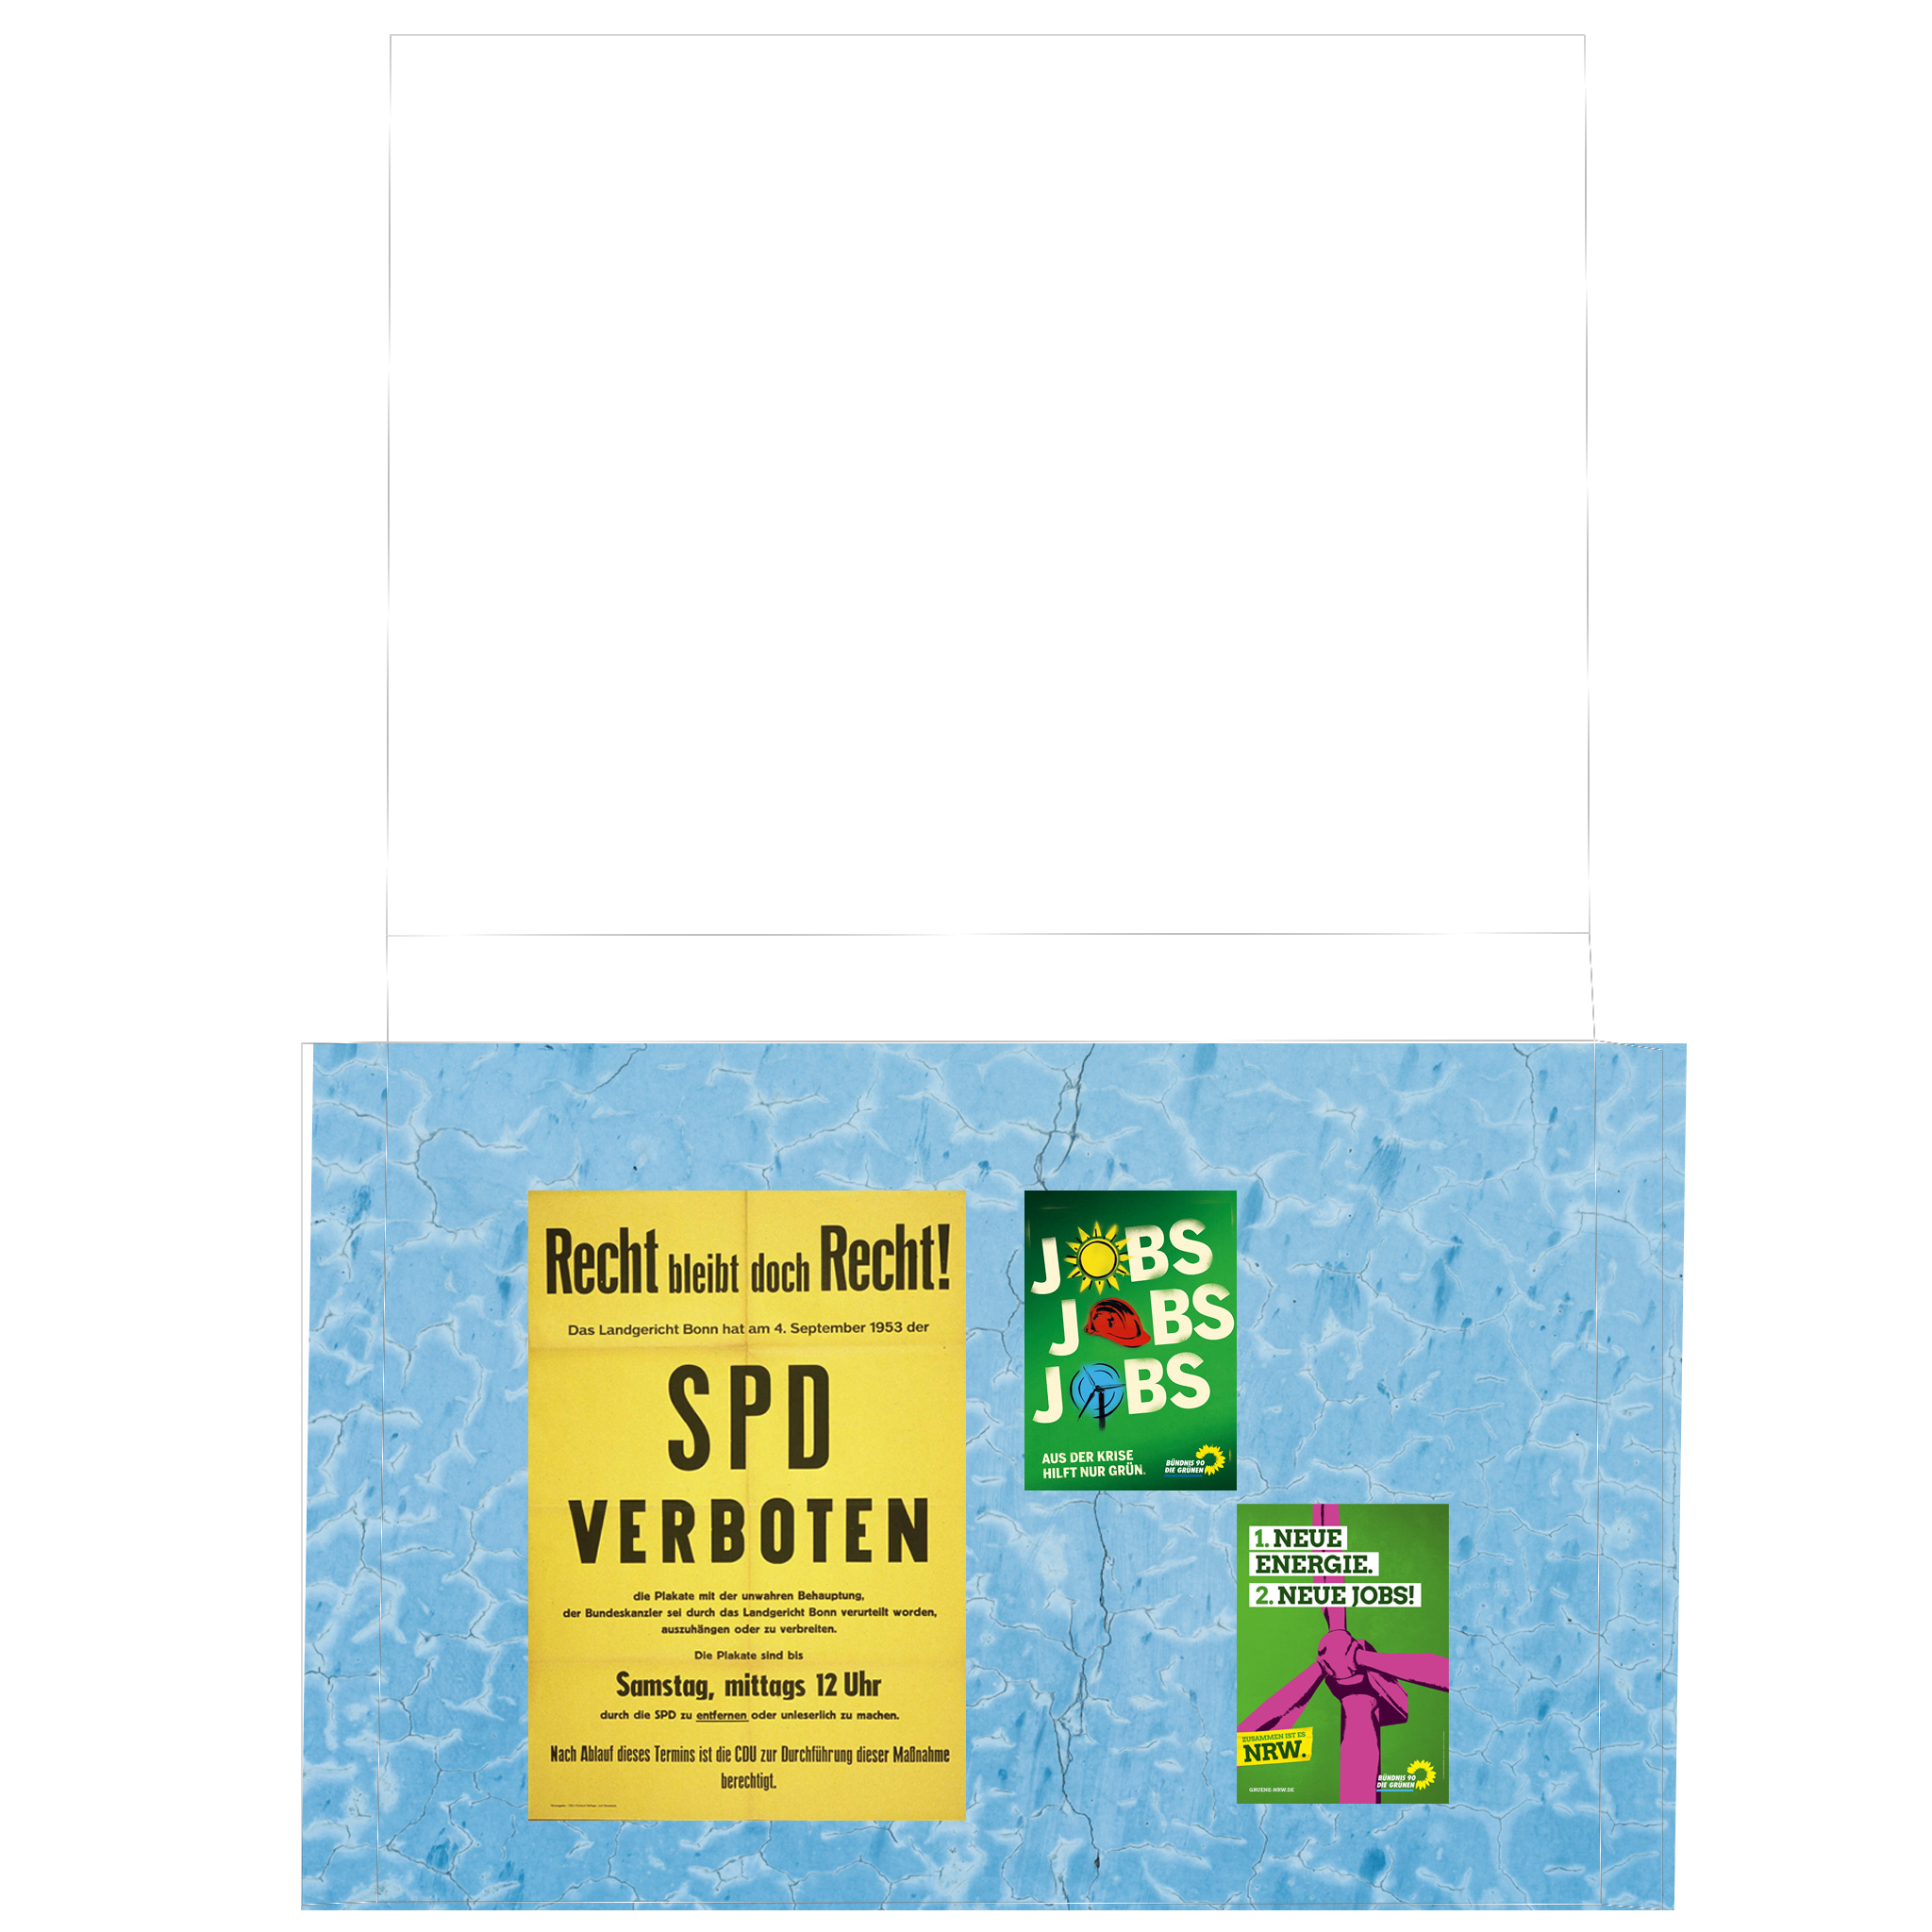 Recht bleibt doch Recht!
Das Landgericht Bonn hat am 4. September 1953 der
SPD
VERBOTEN
die Plakate mit der unwahren Behauptung,
der Bundeskanzler sei durch das Landgericht Bonn verurteilt worden,
auszuhängen oder zu verbreiten.
Die Plakate sind bis
Samstag, mittags 12 Uhr
durch die SPD zu entfernen oder unleserlich zu machen.
Nach Ablauf dieses Termins ist die CDU zur Durchführung dieser Maßnahme
berechtigt.
JOBS
JOBS
JOBS
AUS DER KRISE
HILFT NUR GRÜN.
BÜNDNIS 90
DIE GRÜNEN
1. NEUE
ENERGIE.
2. NEUE JOBS!
ZUSAMMEN IST ES
NRW.
GRUENE-NRW.DE
BÜNDNIS 90
DIE GRÜNEN